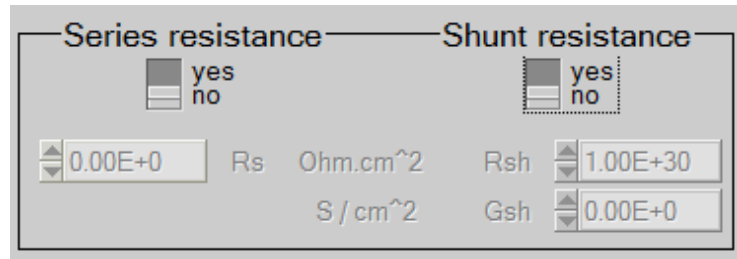 Series resistance Shunt resistance
yes yes
no no
0.00E+0 Rs Ohm.cm^2 Rsh 1.00E+30
S / cm^2 Gsh 0.00E+0